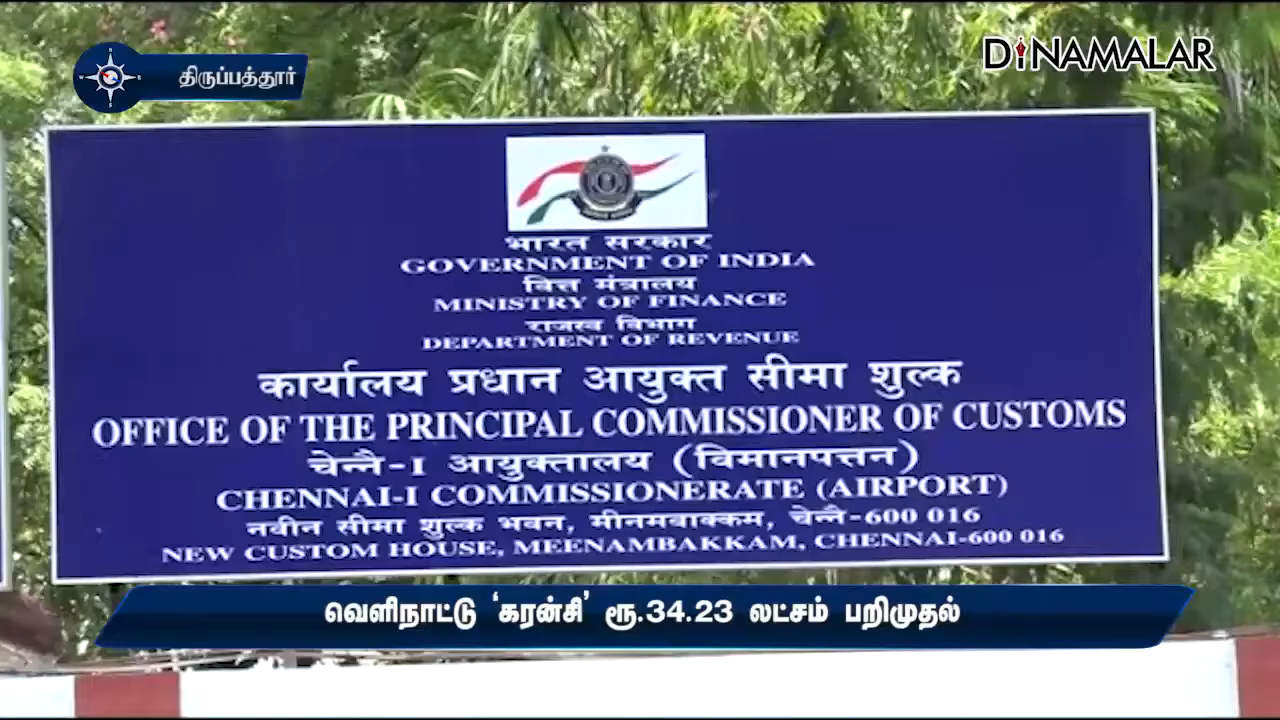 திருப்பத்தூர்
DINAMALAR
भारत सरकार
GOVERNMENT OF INDIA
वित्त मंत्रालय
MINISTRY OF FINANCE
राजस्व विभाग
DEPARTMENT OF REVENUE
कार्यालय प्रधान आयुक्त सीमा शुल्क
OFFICE OF THE PRINCIPAL COMMISSIONER OF CUSTOMS
चेन्नै-I आयुक्तालय (विमानपत्तन)
CHENNAI-I COMMISSIONERATE (AIRPORT)
नवीन सीमा शुल्क भवन, मीनमबाक्कम, चेन्नै-600 016
NEW CUSTOM HOUSE, MEENAMBAKKAM, CHENNAI-600 016
வெளிநாட்டு ‘கரன்சி’ ரூ.34.23 லட்சம் பறிமுதல்